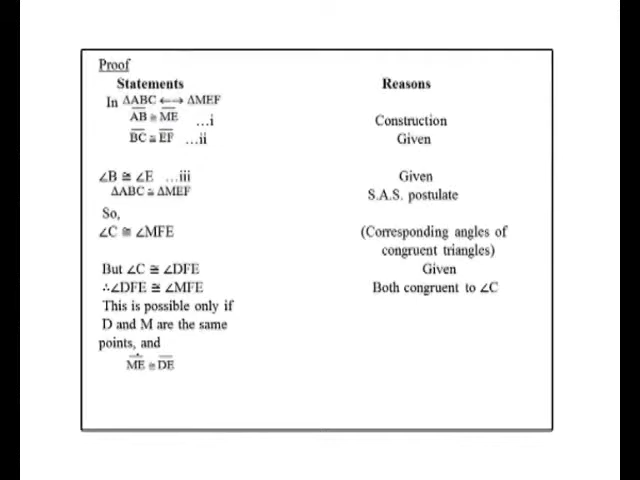 Proof
Statements Reasons
In ΔABC ⟷ ΔMEF
AB ≅ ME …i Construction
BC ≅ EF …ii Given
∠B ≅ ∠E …iii Given
ΔABC ≅ ΔMEF S.A.S. postulate
So,
∠C ≅ ∠MFE (Corresponding angles of
congruent triangles)
But ∠C ≅ ∠DFE Given
∴∠DFE ≅ ∠MFE Both congruent to ∠C
This is possible only if
D and M are the same
points, and
ME ≅ DE